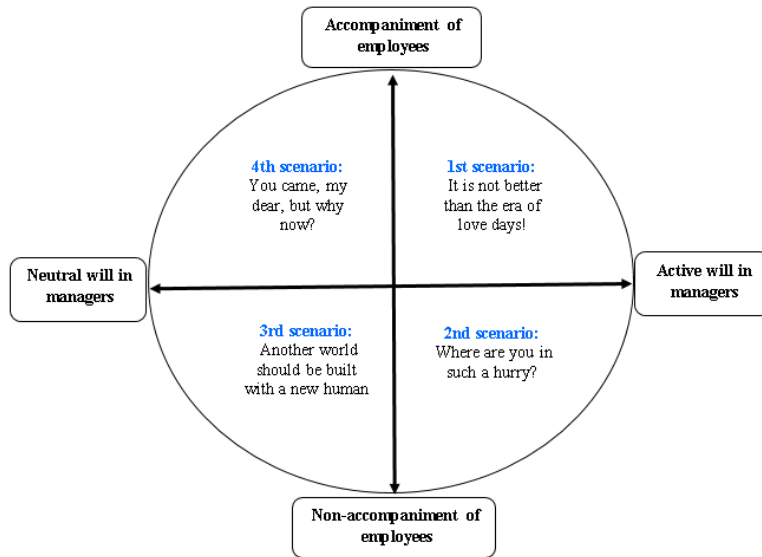 Accompaniment of
employees
4th scenario:
You came, my
dear, but why
now?
1st scenario:
It is not better
than the era of
love days!
Neutral will in
managers
Active will in
managers
3rd scenario:
Another world
should be built
with a new human
2nd scenario:
Where are you in
such a hurry?
Non-accompaniment of
employees